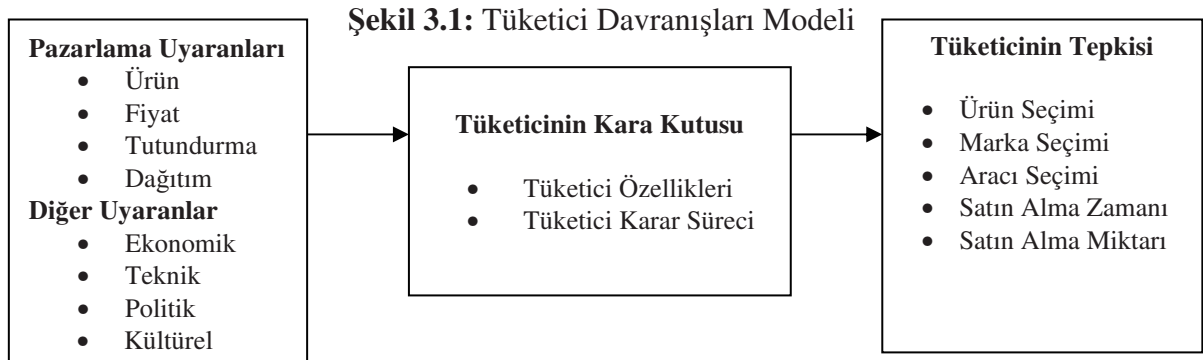 Şekil 3.1: Tüketici Davranışları Modeli
Pazarlama Uyaranları
• Ürün
• Fiyat
• Tutundurma
• Dağıtım
Diğer Uyaranlar
• Ekonomik
• Teknik
• Politik
• Kültürel
Tüketicinin Kara Kutusu
• Tüketici Özellikleri
• Tüketici Karar Süreci
Tüketicinin Tepkisi
• Ürün Seçimi
• Marka Seçimi
• Aracı Seçimi
• Satın Alma Zamanı
• Satın Alma Miktarı